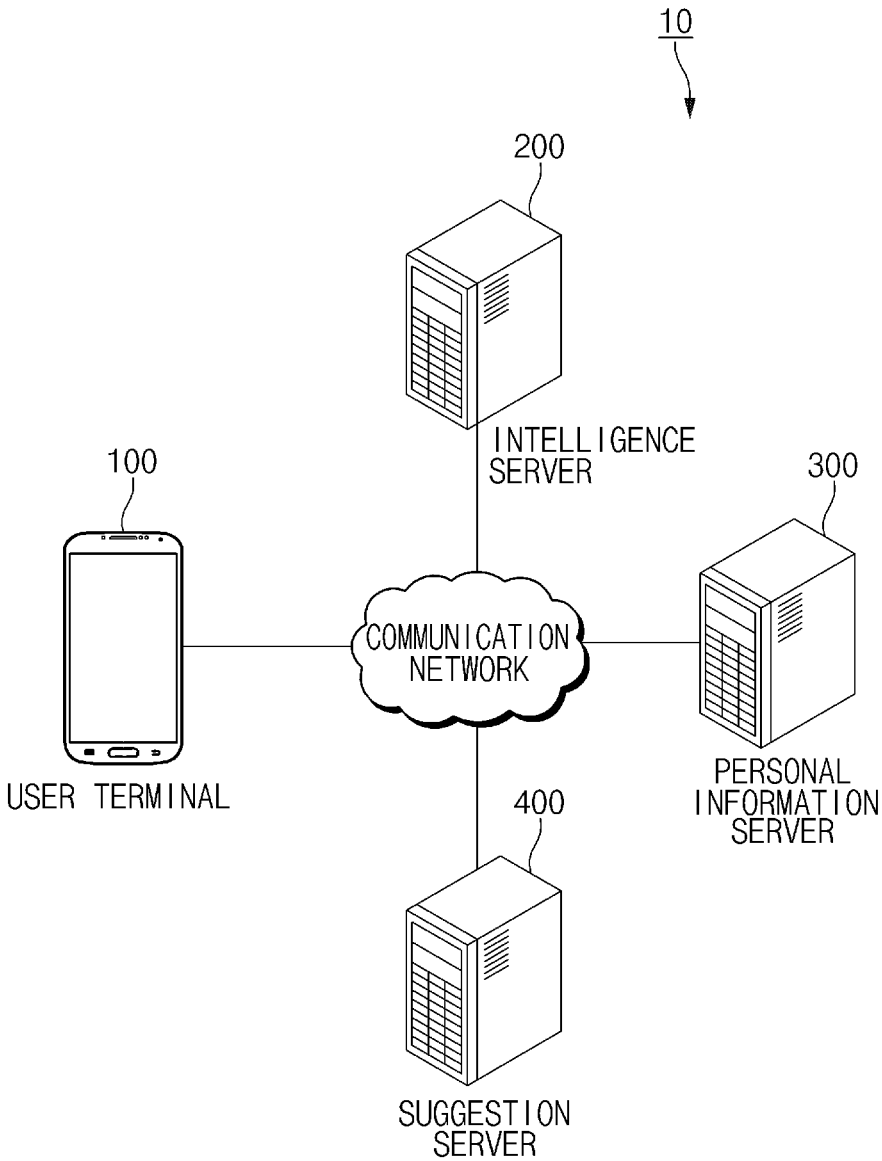 10
200
INTELLIGENCE
SERVER
100
300
COMMUNICATION
NETWORK
USER TERMINAL
PERSONAL
INFORMATION
SERVER
400
SUGGESTION
SERVER